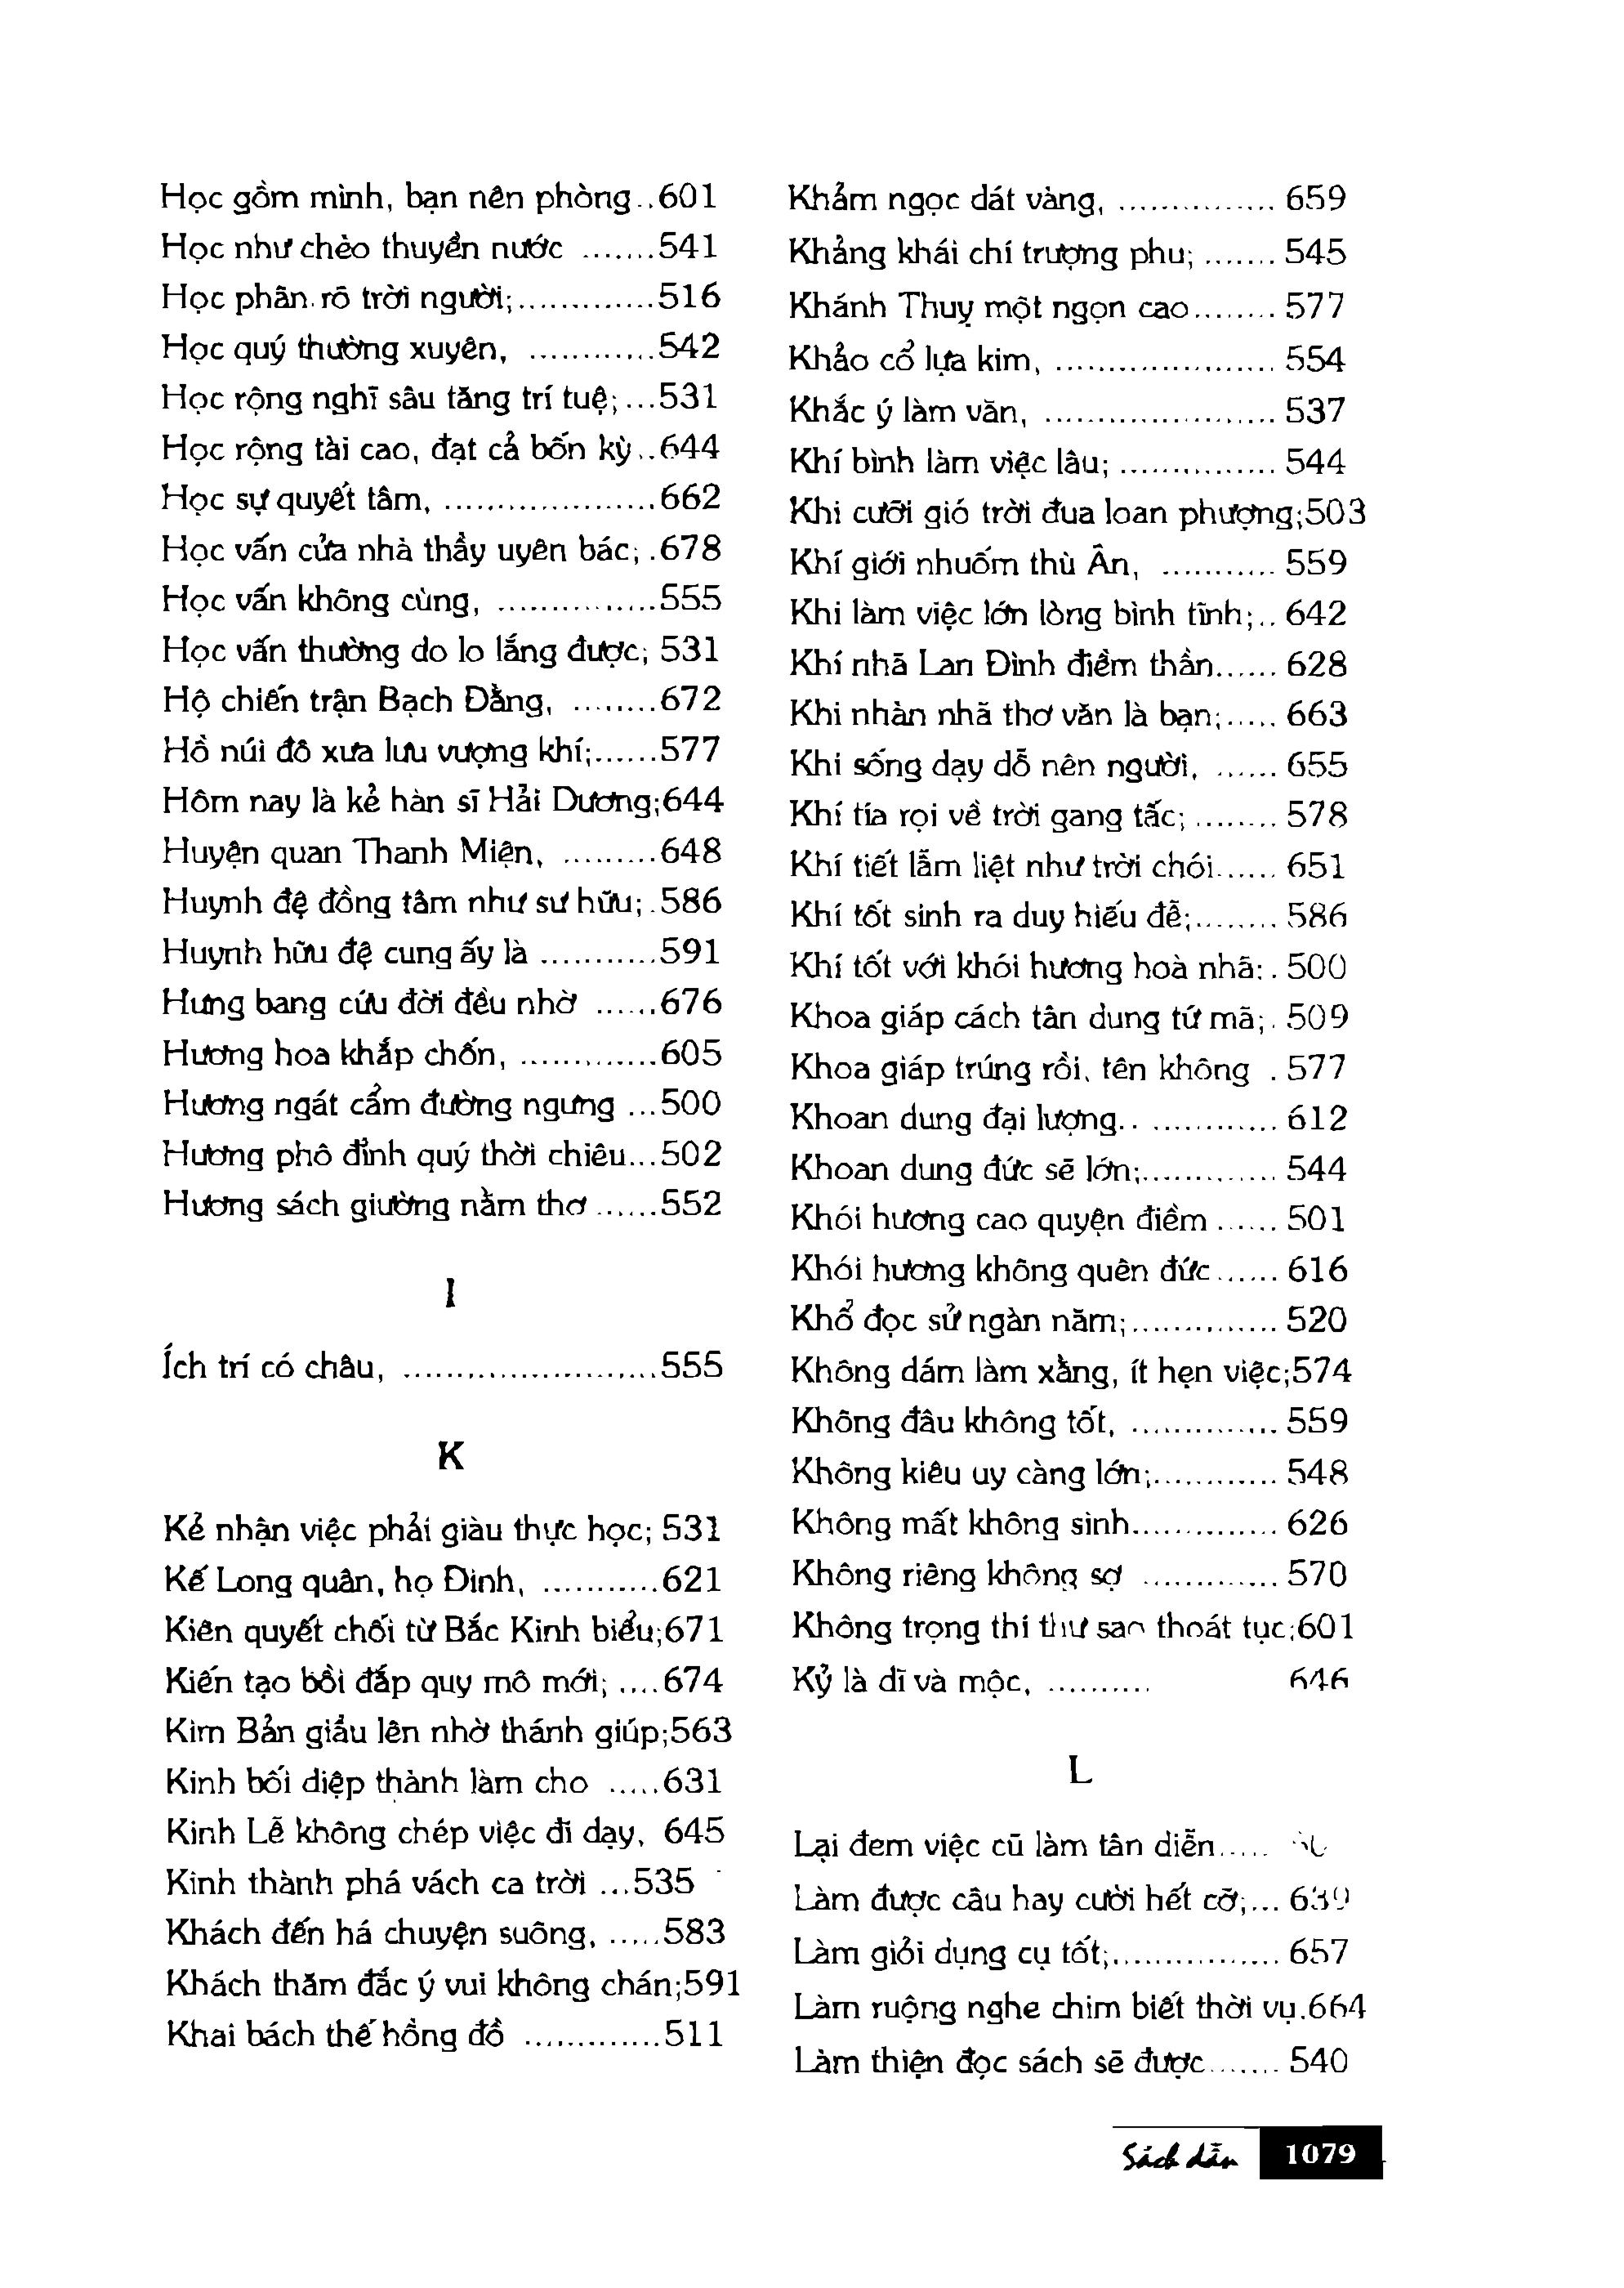 Học gồm mình, bạn nên phòng..601
Học như chèo thuyền nước .......541
Học phân rõ trời người;.............516
Học quý thường xuyên, ............542
Học rộng nghĩ sâu tăng trí tuệ;...531
Học rộng tài cao, đạt cả bốn kỳ..644
Học sự quyết tâm, ....................662
Học vấn cửa nhà thầy uyên bác; .678
Học vấn không cùng, ...............555
Học vấn thường do lo lắng được; 531
Hộ chiến trận Bạch Đằng, ........672
Hồ núi đô xưa lưu vượng khí;......577
Hôm nay là kẻ hàn sĩ Hải Dương;644
Huyện quan Thanh Miện, .........648
Huynh đệ đồng tâm như sư hữu; .586
Huynh hữu đệ cung ấy là ...........591
Hưng bang cứu đời đều nhờ ......676
Hương hoa khắp chốn, .............605
Hương ngát cẩm đường ngưng ...500
Hương phô đỉnh quý thời chiêu...502
Hương sách giường nằm thơ ......552
I
Ích trí có châu, ........................555
K
Kẻ nhận việc phải giàu thực học; 531
Kế Long quân, họ Đinh, ...........621
Kiên quyết chối từ Bắc Kinh biểu;671
Kiến tạo bồi đắp quy mô mới; ....674
Kim Bản giẩu lên nhờ thánh giúp;563
Kinh bối diệp thành làm cho .....631
Kinh Lễ không chép việc đi dạy, 645
Kinh thành phá vách ca trời ...535
Khách đến há chuyện suông, .....583
Khách thăm đắc ý vui không chán;591
Khai bách thế hồng đồ .............511
Khảm ngọc dát vàng, ............... 659
Khảng khái chí trượng phu; ....... 545
Khánh Thuỵ một ngọn cao........ 577
Khảo cổ lựa kim, ..................... 554
Khắc ý làm văn, ...................... 537
Khí bình làm việc lâu; ............... 544
Khi cưỡi gió trời đua loan phượng;503
Khí giới nhuốm thù Ân, ........... 559
Khi làm việc lớn lòng bình tĩnh;.. 642
Khí nhã Lan Đình điềm thần...... 628
Khi nhàn nhã thơ văn là bạn;..... 663
Khi sống dạy dỗ nên người, ...... 655
Khí tía rọi về trời gang tấc; ........ 578
Khí tiết lẫm liệt như trời chói...... 651
Khí tốt sinh ra duy hiếu đễ;........ 586
Khí tốt với khói hương hoà nhã; . 500
Khoa giáp cách tân dung tứ mã; . 509
Khoa giáp trúng rồi, tên không . 577
Khoan dung đại lượng.. ............ 612
Khoan dung đức sẽ lớn;............. 544
Khói hương cao quyện điềm ...... 501
Khói hương không quên đức ...... 616
Khổ đọc sử ngàn năm;.............. 520
Không dám làm xằng, ít hẹn việc;574
Không đâu không tốt, .............. 559
Không kiêu uy càng lớn;............ 548
Không mất không sinh.............. 626
Không riêng không sợ ............. 570
Không trọng thi thư sao thoát tục;601
Kỷ là dĩ và mộc, .......... 646
L
Lại đem việc cũ làm tân diễn.....
Làm được câu hay cười hết cỡ;... 639
Làm giỏi dụng cụ tốt;................ 657
Làm ruộng nghe chim biết thời vụ.664
Làm thiện đọc sách sẽ được....... 540
Sách dẫn 1079